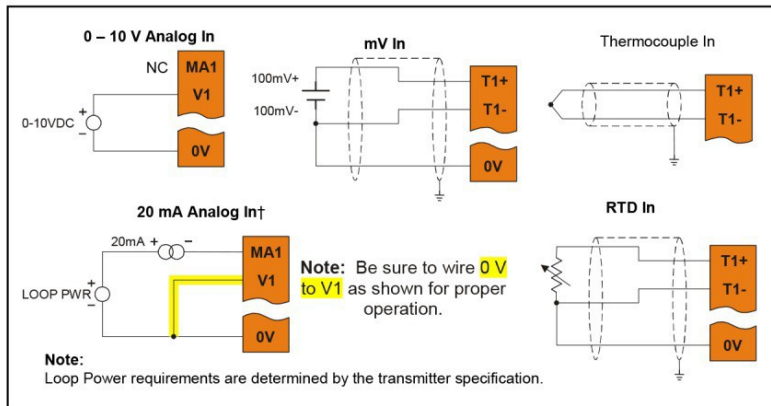 0 – 10 V Analog In
NC
MA1
V1
0-10VDC
+
−
0V
mV In
100mV+
100mV-
T1+
T1-
0V
Thermocouple In
T1+
T1-
20 mA Analog In†
20mA
+
−
MA1
V1
LOOP PWR
+
−
0V
Note: Be sure to wire 0 V
to V1 as shown for proper
operation.
RTD In
T1+
T1-
0V
Note:
Loop Power requirements are determined by the transmitter specification.